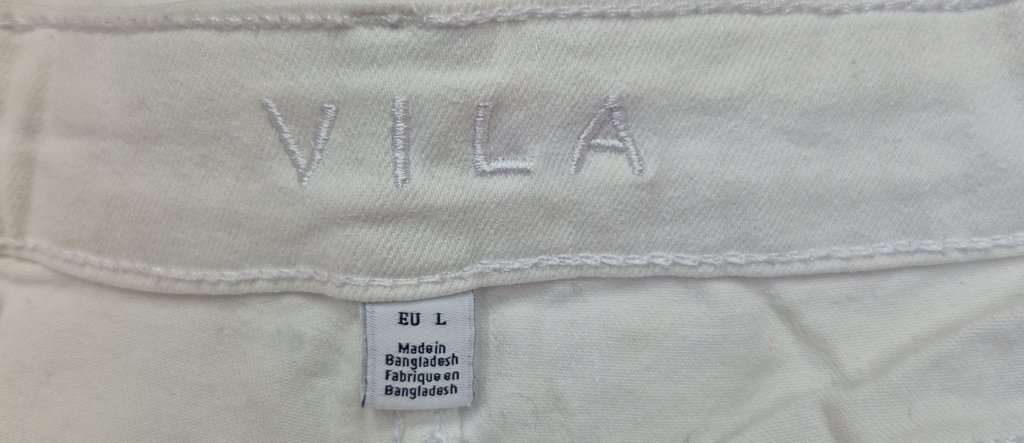 VILA
EU L
Made in
Bangladesh
Fabrique en
Bangladesh